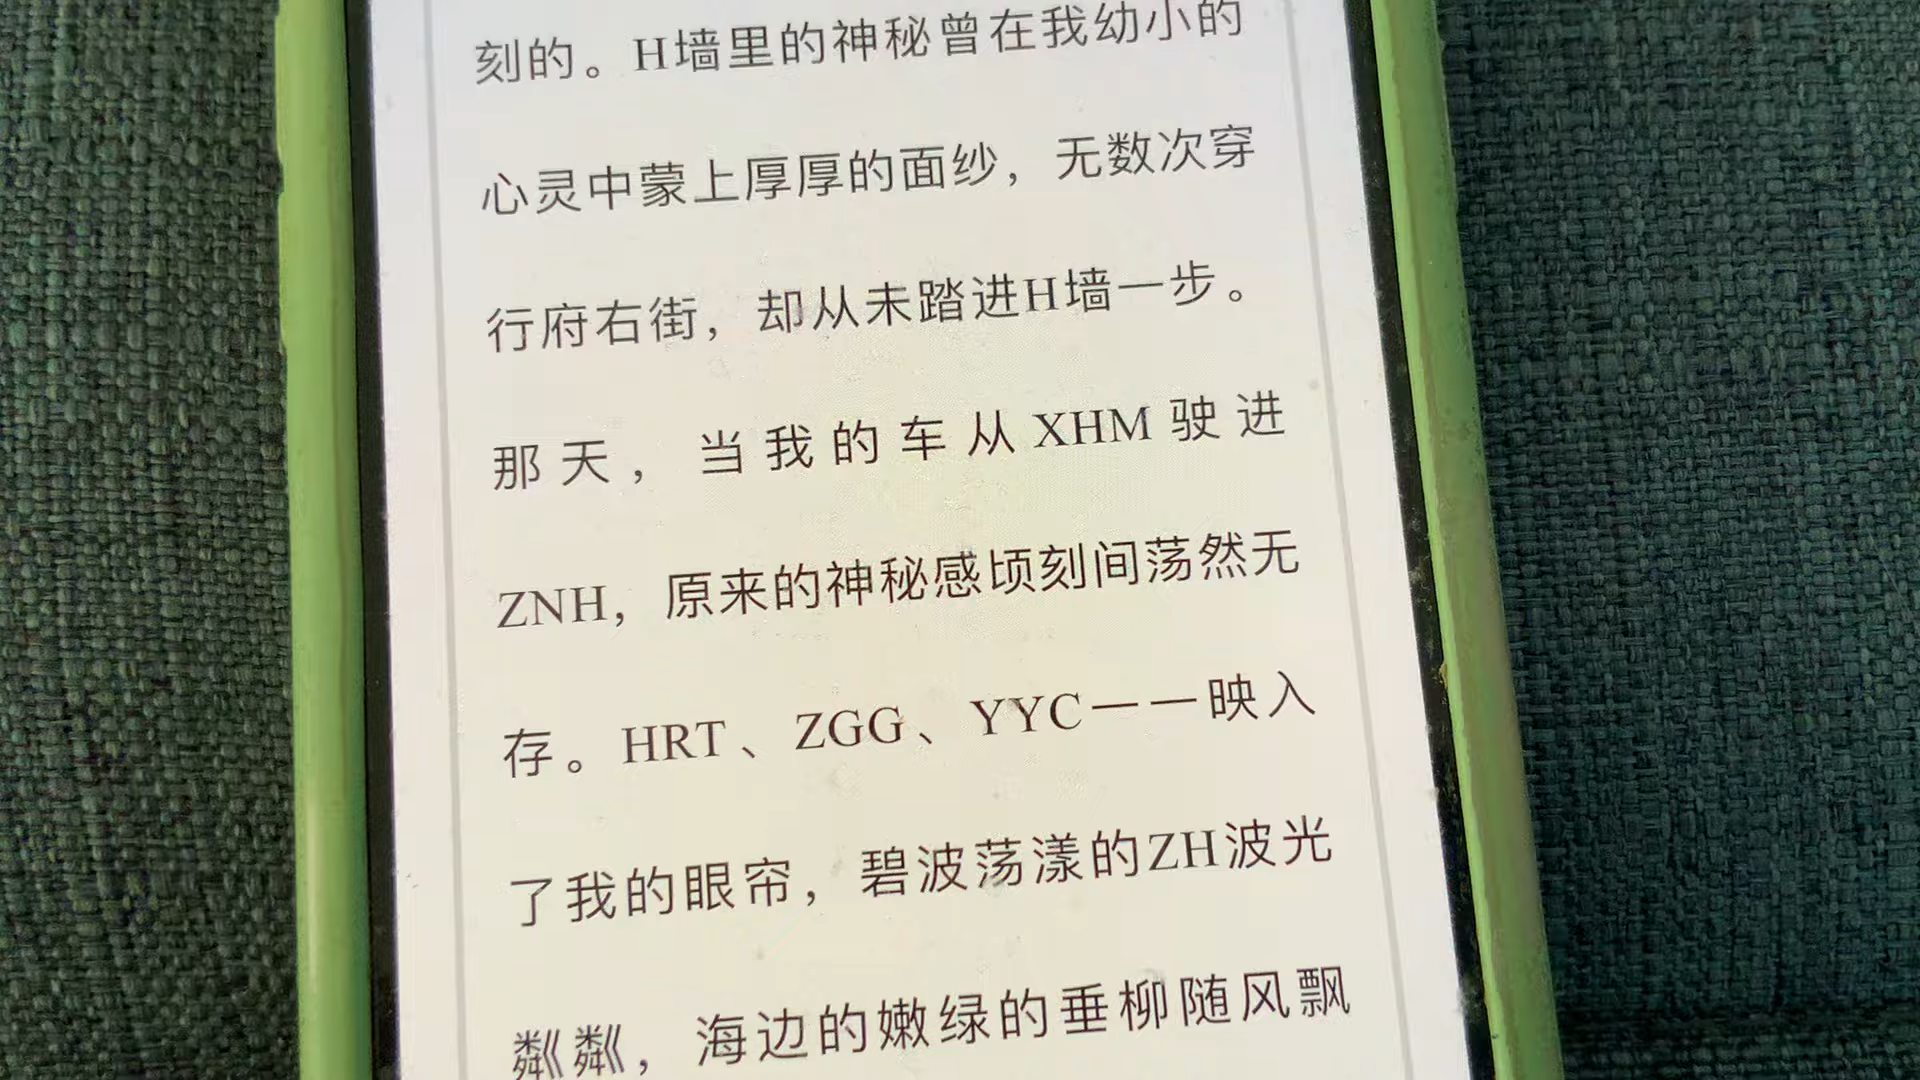 刻的。H墙里的神秘曾在我幼小的
心灵中蒙上厚厚的面纱，无数次穿
行府右街，却从未踏进H墙一步。
那天，当我的车从XHM驶进
ZNH，原来的神秘感顷刻间荡然无
存。HRT、ZGG、YYC一一映入
了我的眼帘，碧波荡漾的ZH波光
粼粼，海边的嫩绿的垂柳随风飘